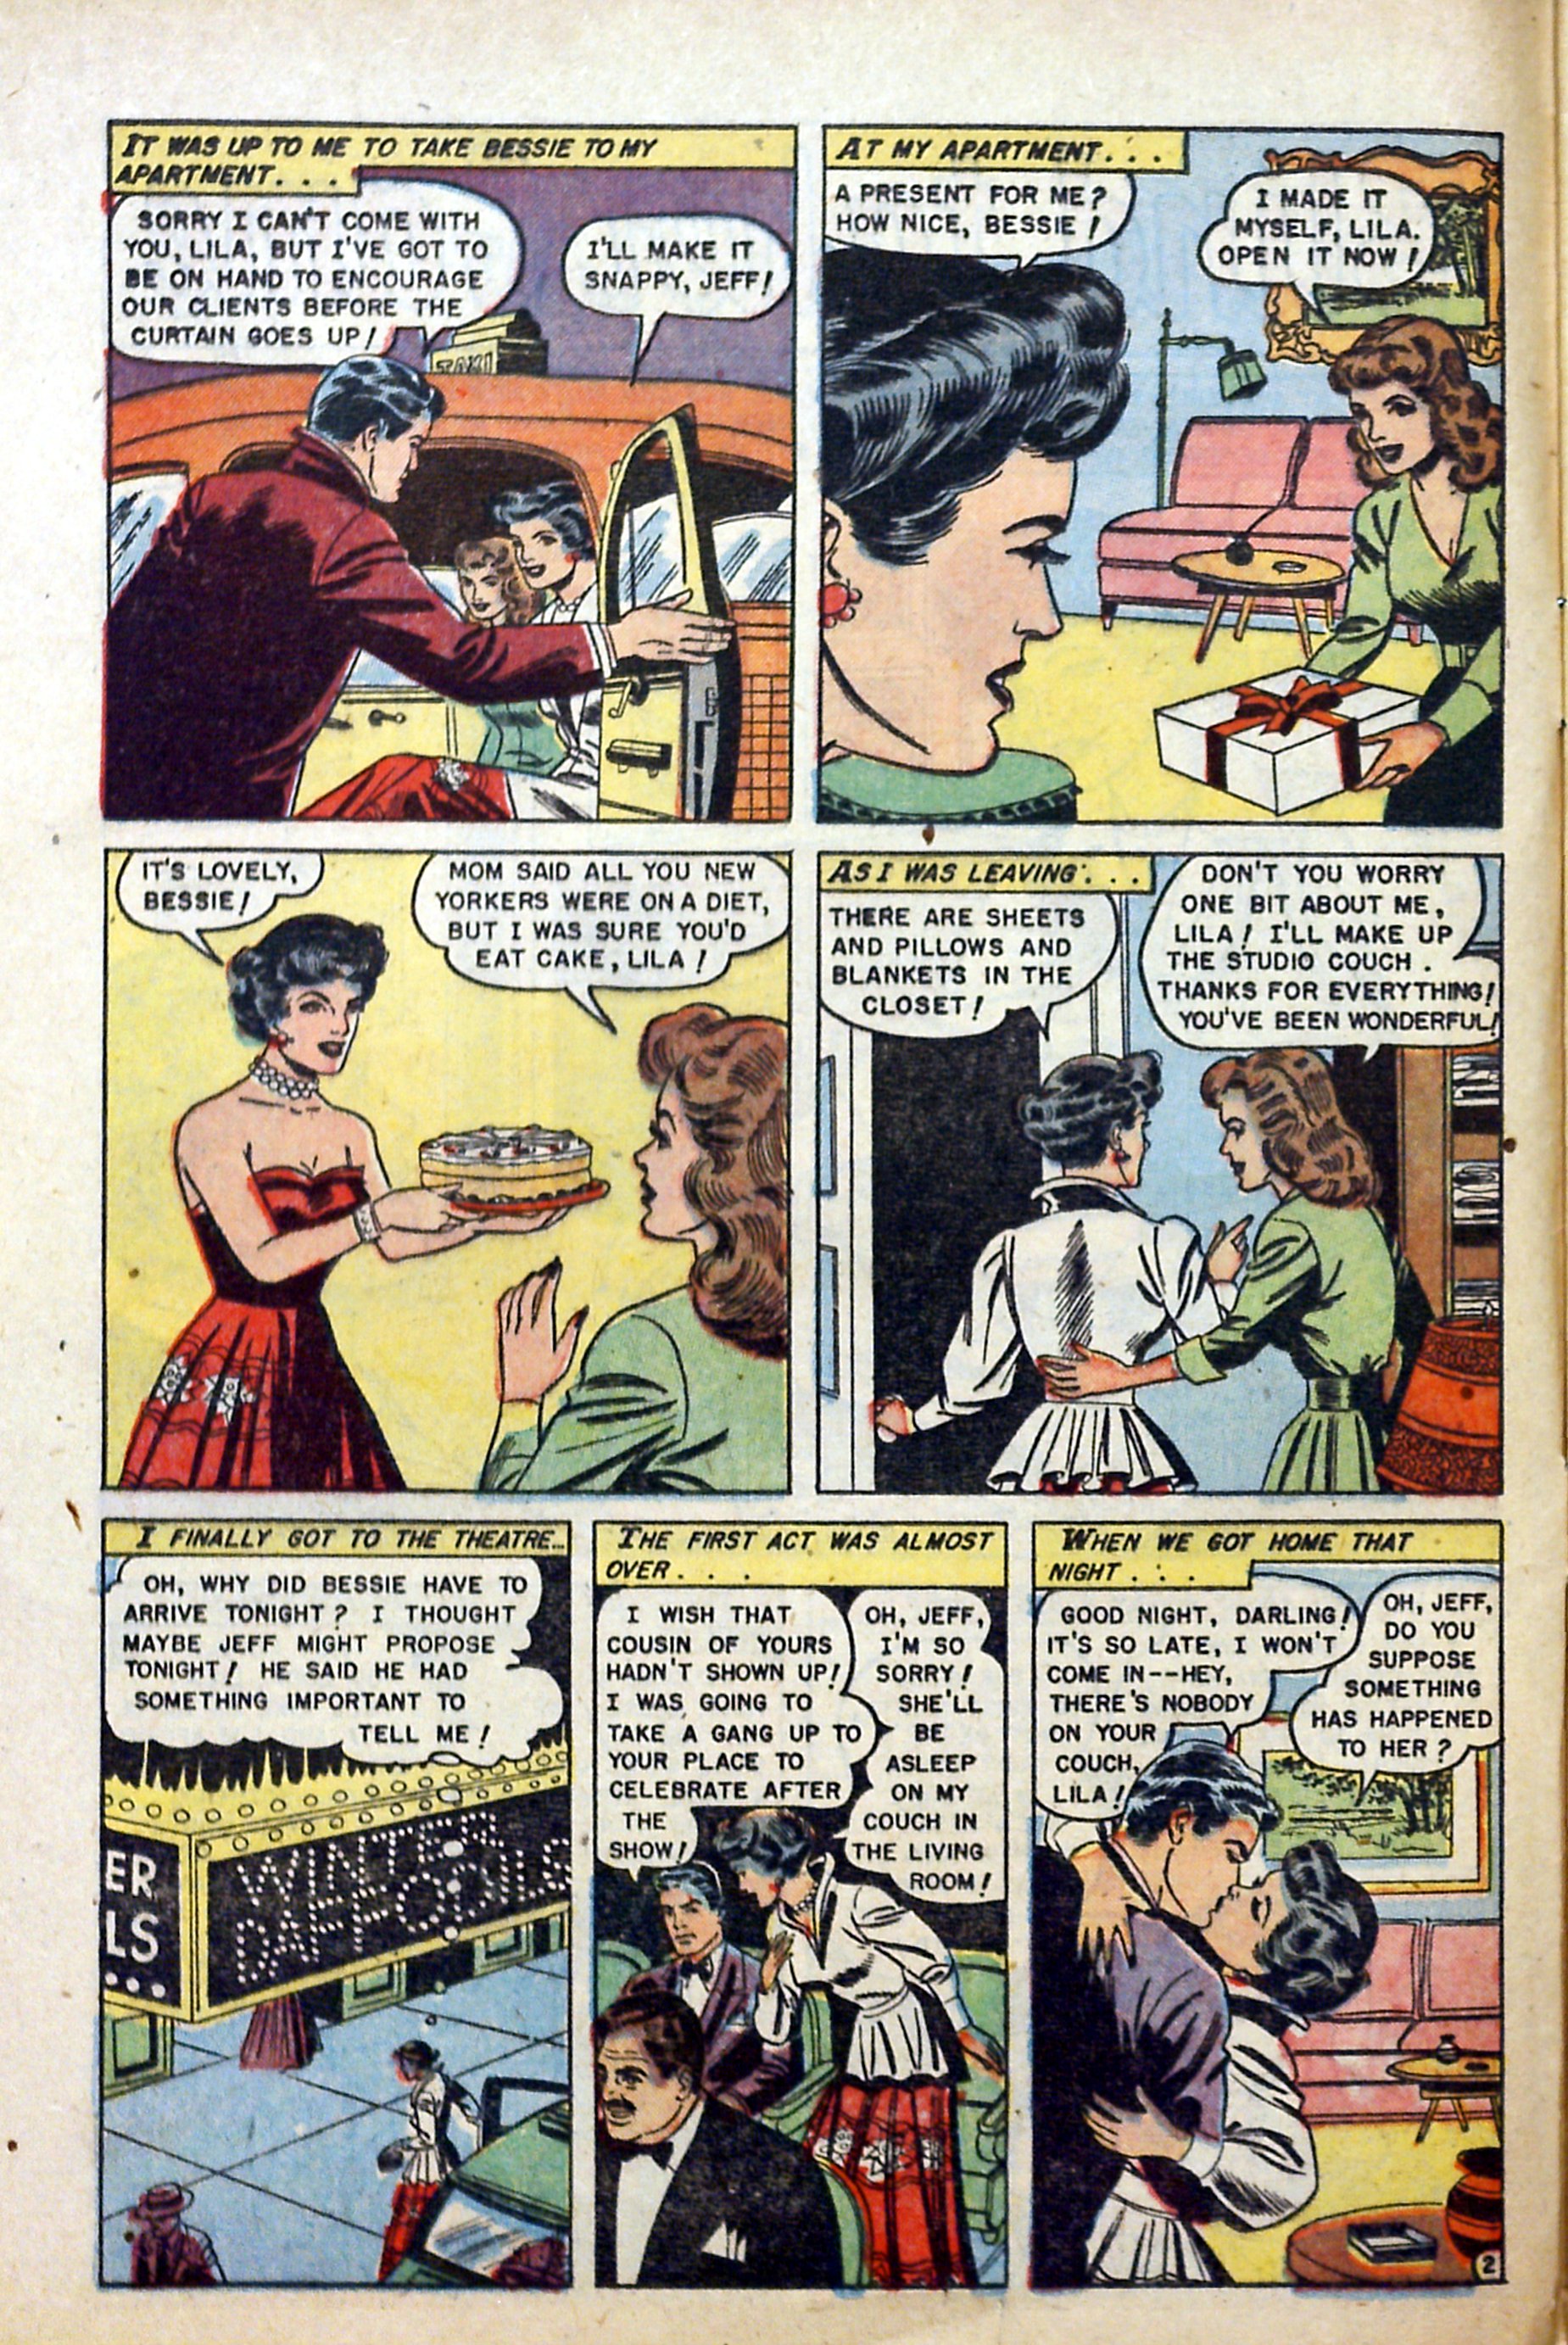 IT WAS UP TO ME TO TAKE BESSIE TO MY
APARTMENT. . .
SORRY I CAN'T COME WITH
YOU, LILA, BUT I'VE GOT TO
BE ON HAND TO ENCOURAGE
OUR CLIENTS BEFORE THE
CURTAIN GOES UP!
I'LL MAKE IT
SNAPPY, JEFF!
TAXI
AT MY APARTMENT. . .
A PRESENT FOR ME?
HOW NICE, BESSIE!
I MADE IT
MYSELF, LILA.
OPEN IT NOW!
IT'S LOVELY,
BESSIE!
MOM SAID ALL YOU NEW
YORKERS WERE ON A DIET,
BUT I WAS SURE YOU'D
EAT CAKE, LILA!
AS I WAS LEAVING. . .
THERE ARE SHEETS
AND PILLOWS AND
BLANKETS IN THE
CLOSET!
DON'T YOU WORRY
ONE BIT ABOUT ME,
LILA! I'LL MAKE UP
THE STUDIO COUCH.
THANKS FOR EVERYTHING!
YOU'VE BEEN WONDERFUL!
I FINALLY GOT TO THE THEATRE...
OH, WHY DID BESSIE HAVE TO
ARRIVE TONIGHT? I THOUGHT
MAYBE JEFF MIGHT PROPOSE
TONIGHT! HE SAID HE HAD
SOMETHING IMPORTANT TO
TELL ME!
ER
LS
...
WINTER
DAFFODILS
THE FIRST ACT WAS ALMOST
OVER. . .
I WISH THAT
COUSIN OF YOURS
HADN'T SHOWN UP!
I WAS GOING TO
TAKE A GANG UP TO
YOUR PLACE TO
CELEBRATE AFTER
THE
SHOW!
OH, JEFF,
I'M SO
SORRY!
SHE'LL
BE
ASLEEP
ON MY
COUCH IN
THE LIVING
ROOM!
WHEN WE GOT HOME THAT
NIGHT . . .
GOOD NIGHT, DARLING!
IT'S SO LATE, I WON'T
COME IN--HEY,
THERE'S NOBODY
ON YOUR
COUCH,
LILA!
OH, JEFF,
DO YOU
SUPPOSE
SOMETHING
HAS HAPPENED
TO HER?
2